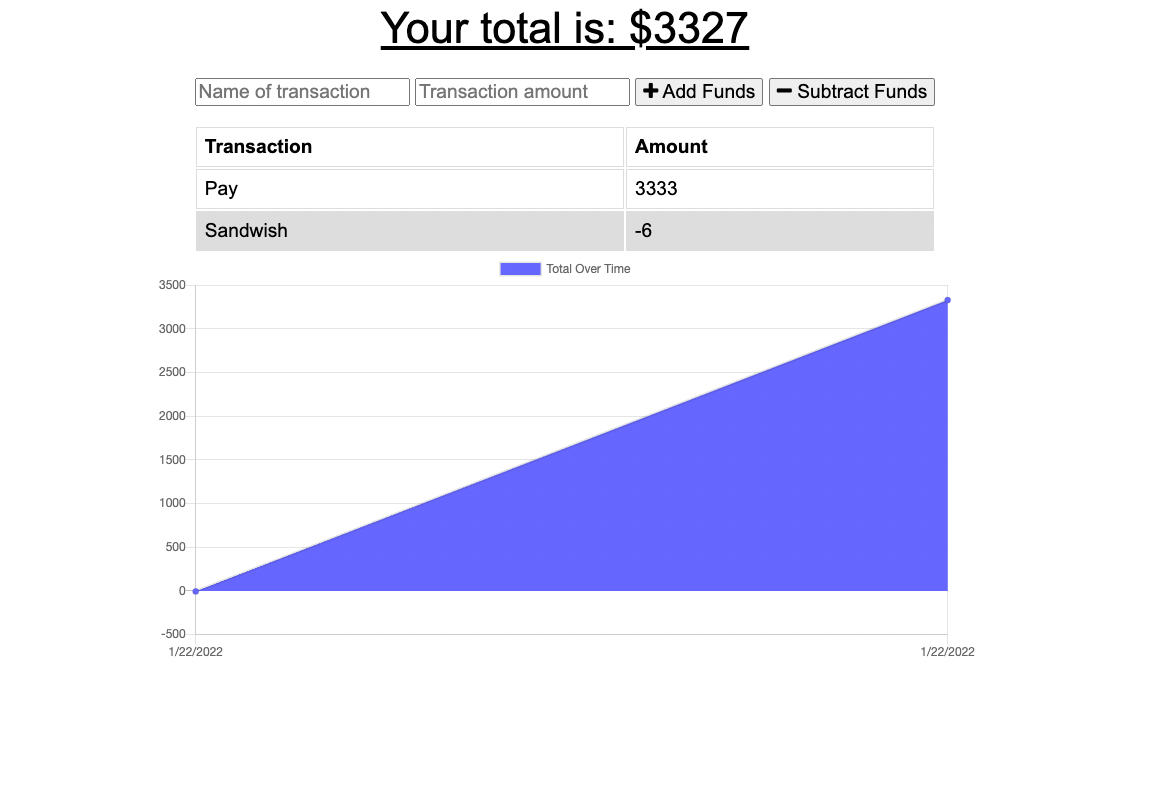 Your total is: $3327
Name of transaction Transaction amount Add Funds Subtract Funds
Transaction Amount
Pay 3333
Sandwish -6
Total Over Time
3500
3000
2500
2000
1500
1000
500
0
-500
1/22/2022 1/22/2022